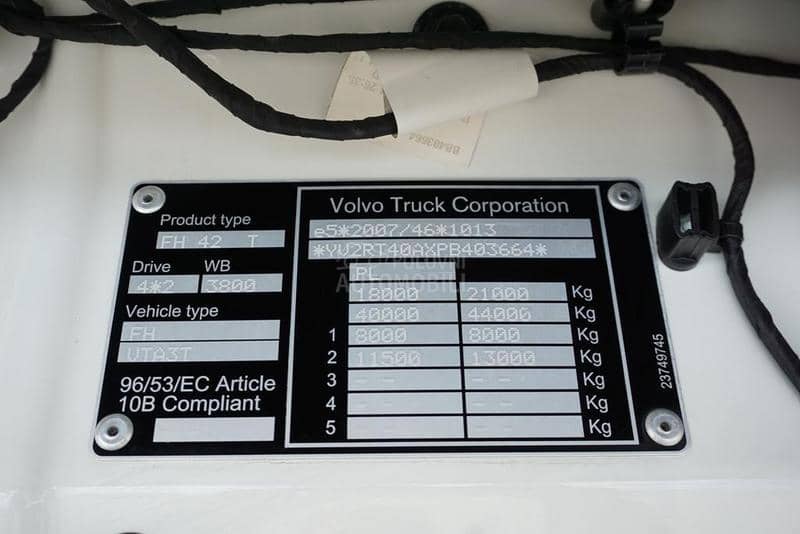 BB403664
Product type
FH 42 T
Drive WB
4*2 3800
Vehicle type
FH
VTA3T
96/53/EC Article
10B Compliant
Volvo Truck Corporation
e5*2007/46*1013
*YV2RT40AXPB403664*
PL
18000 21000 Kg
40000 44000 Kg
1 8000 8000 Kg
2 11500 13000 Kg
3 - - - - Kg
4 - - - - Kg
5 - - - - Kg
23749745